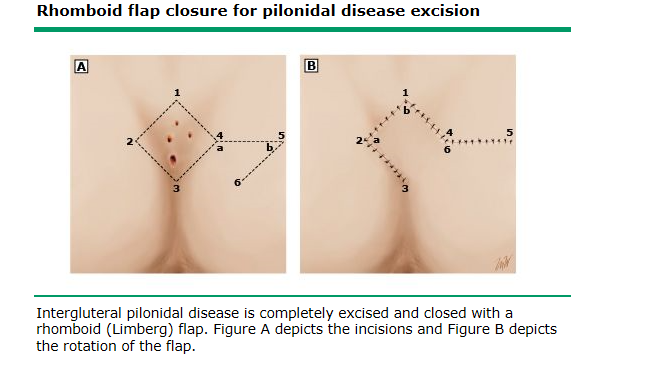 Rhomboid flap closure for pilonidal disease excision
A
B
1
2
3
4
a
5
b
6
1
b
2
a
3
4
6
5
Intergluteral pilonidal disease is completely excised and closed with a
rhomboid (Limberg) flap. Figure A depicts the incisions and Figure B depicts
the rotation of the flap.